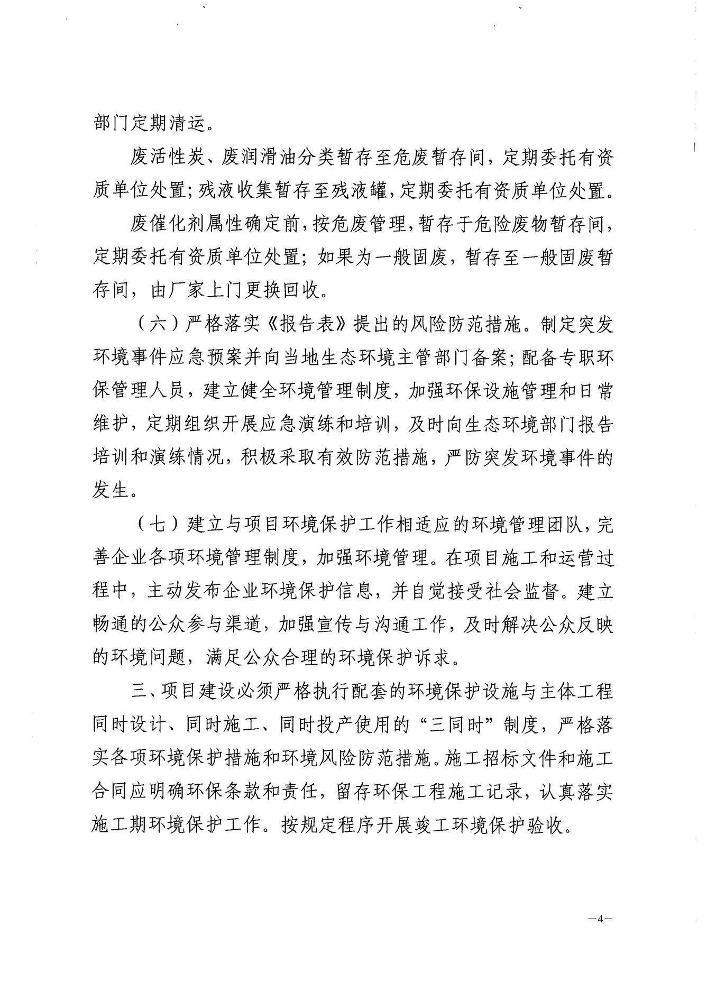 部门定期清运。
废活性炭、废润滑油分类暂存至危废暂存间，定期委托有资
质单位处置；残液收集暂存至残液罐，定期委托有资质单位处置。
废催化剂属性确定前，按危废管理，暂存于危险废物暂存间，
定期委托有资质单位处置；如果为一般固废，暂存至一般固废暂
存间，由厂家上门更换回收。
（六）严格落实《报告表》提出的风险防范措施。制定突发
环境事件应急预案并向当地生态环境主管部门备案；配备专职环
保管理人员，建立健全环境管理制度，加强环保设施管理和日常
维护，定期组织开展应急演练和培训，及时向生态环境部门报告
培训和演练情况，积极采取有效防范措施，严防突发环境事件的
发生。
（七）建立与项目环境保护工作相适应的环境管理团队，完
善企业各项环境管理制度，加强环境管理。在项目施工和运营过
程中，主动发布企业环境保护信息，并自觉接受社会监督。建立
畅通的公众参与渠道，加强宣传与沟通工作，及时解决公众反映
的环境问题，满足公众合理的环境保护诉求。
三、项目建设必须严格执行配套的环境保护设施与主体工程
同时设计、同时施工、同时投产使用的“三同时”制度，严格落
实各项环境保护措施和环境风险防范措施。施工招标文件和施工
合同应明确环保条款和责任，留存环保工程施工记录，认真落实
施工期环境保护工作。按规定程序开展竣工环境保护验收。
—4—